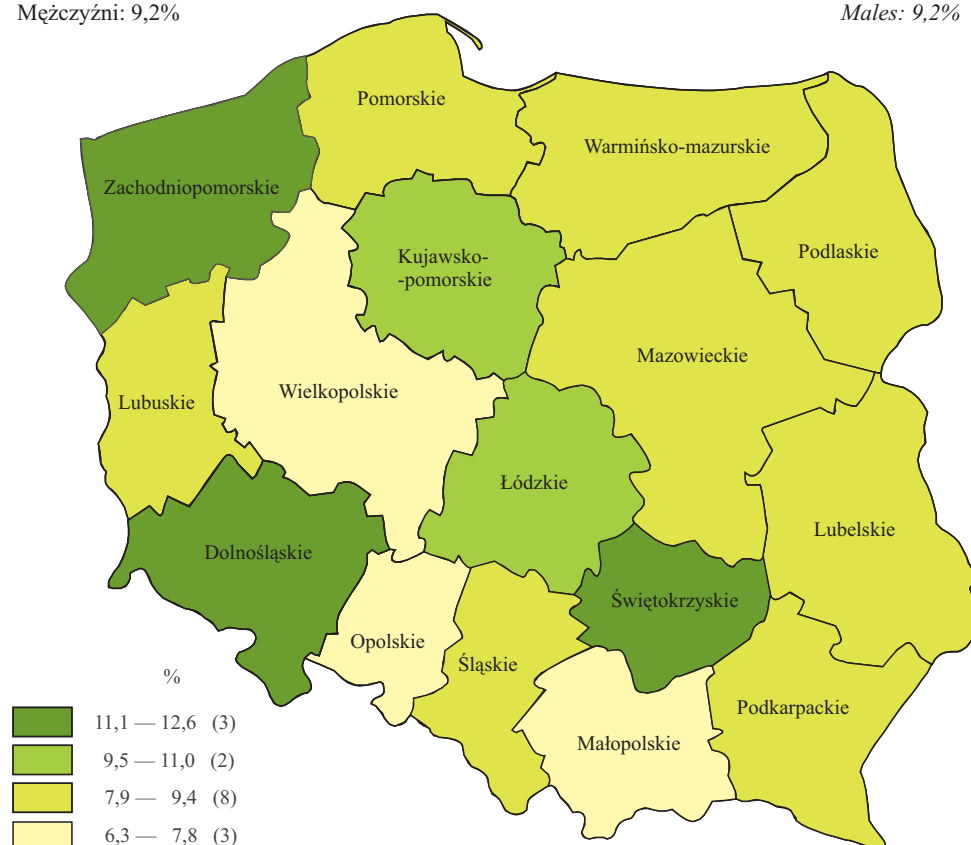 Mężczyźni: 9,2%
Males: 9,2%
Pomorskie
Warmińsko-mazurskie
Zachodniopomorskie
Podlaskie
Kujawsko-
-pomorskie
Mazowieckie
Wielkopolskie
Lubuskie
Łódzkie
Lubelskie
Dolnośląskie
Świętokrzyskie
Opolskie
Śląskie
Podkarpackie
Małopolskie
%
11,1 — 12,6 (3)
9,5 — 11,0 (2)
7,9 — 9,4 (8)
6,3 — 7,8 (3)